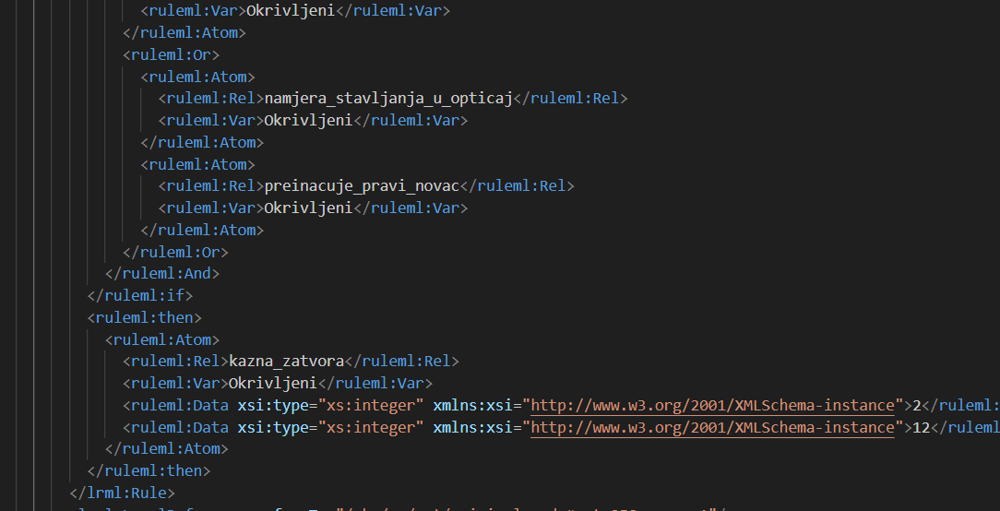 <ruleml:Var>Okrivljeni</ruleml:Var>
</ruleml:Atom>
<ruleml:Or>
<ruleml:Atom>
<ruleml:Rel>namjera_stavljanja_u_opticaj</ruleml:Rel>
<ruleml:Var>Okrivljeni</ruleml:Var>
</ruleml:Atom>
<ruleml:Atom>
<ruleml:Rel>preinacuje_pravi_novac</ruleml:Rel>
<ruleml:Var>Okrivljeni</ruleml:Var>
</ruleml:Atom>
</ruleml:Or>
</ruleml:And>
</ruleml:if>
<ruleml:then>
<ruleml:Atom>
<ruleml:Rel>kazna_zatvora</ruleml:Rel>
<ruleml:Var>Okrivljeni</ruleml:Var>
<ruleml:Data xsi:type="xs:integer" xmlns:xsi="http://www.w3.org/2001/XMLSchema-instance">2</ruleml:
<ruleml:Data xsi:type="xs:integer" xmlns:xsi="http://www.w3.org/2001/XMLSchema-instance">12</ruleml
</ruleml:Atom>
</ruleml:then>
</lrml:Rule>